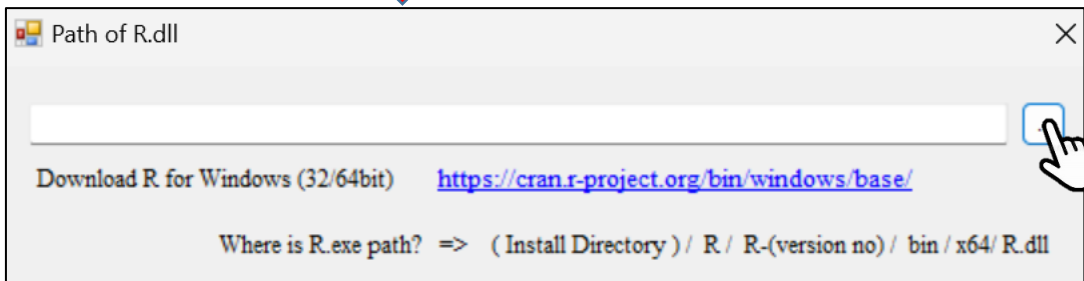 Path of R.dll
Download R for Windows (32/64bit) https://cran.r-project.org/bin/windows/base/
Where is R.exe path? => ( Install Directory ) / R / R-(version no) / bin / x64/ R.dll